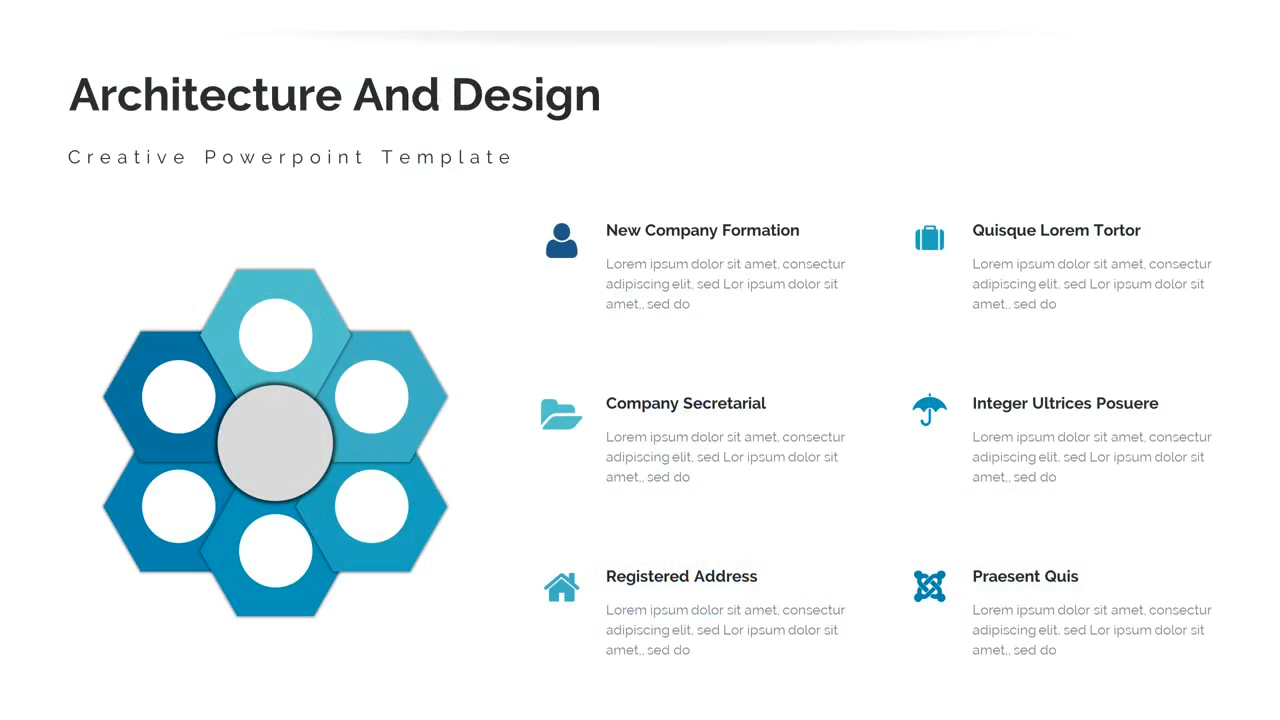 Architecture And Design
Creative Powerpoint Template
New Company Formation
Lorem ipsum dolor sit amet, consectur
adipiscing elit, sed Lor ipsum dolor sit
amet,, sed do
Quisque Lorem Tortor
Lorem ipsum dolor sit amet, consectur
adipiscing elit, sed Lor ipsum dolor sit
amet,, sed do
Company Secretarial
Lorem ipsum dolor sit amet, consectur
adipiscing elit, sed Lor ipsum dolor sit
amet,, sed do
Integer Ultrices Posuere
Lorem ipsum dolor sit amet, consectur
adipiscing elit, sed Lor ipsum dolor sit
amet,, sed do
Registered Address
Lorem ipsum dolor sit amet, consectur
adipiscing elit, sed Lor ipsum dolor sit
amet,, sed do
Praesent Quis
Lorem ipsum dolor sit amet, consectur
adipiscing elit, sed Lor ipsum dolor sit
amet,, sed do